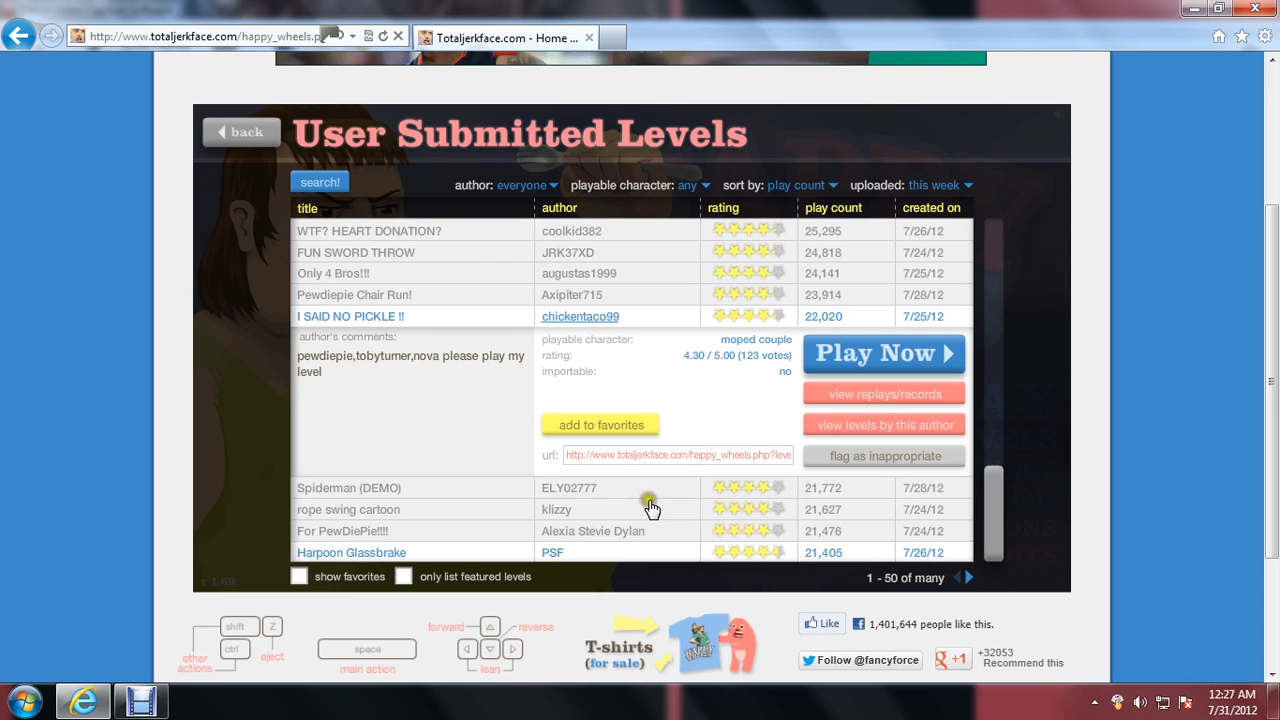 http://www.totaljerkface.com/happy_wheels.p
Totaljerkface.com - Home ...
back
User Submitted Levels
search!
author: everyone playable character: any sort by: play count uploaded: this week
title author rating play count created on
WTF? HEART DONATION? coolkid382 25,295 7/26/12
FUN SWORD THROW JRK37XD 24,818 7/24/12
Only 4 Bros!!! augustas1999 24,141 7/25/12
Pewdiepie Chair Run! Axipiter715 23,914 7/28/12
I SAID NO PICKLE !! chickentaco99 22,020 7/25/12
author's comments:
pewdiepie,tobyturner,nova please play my
level
playable character: moped couple
rating: 4.30 / 5.00 (123 votes)
importable: no
Play Now
view replays/records
add to favorites
view levels by this author
url: http://www.totaljerkface.com/happy_wheels.php?leve
flag as inappropriate
Spiderman (DEMO) ELY02777 21,772 7/28/12
rope swing cartoon klizzy 21,627 7/24/12
For PewDiePie!!!! Alexia Stevie Dylan 21,476 7/24/12
Harpoon Glassbrake PSF 21,405 7/26/12
v 1.69
show favorites only list featured levels
1 - 50 of many
shift Z
ctrl
other
actions
eject
space
main action
forward
reverse
lean
T-shirts
(for sale)
Like 1,401,644 people like this.
Follow @fancyforce
+1
+32053
Recommend this
12:27 AM
7/31/2012